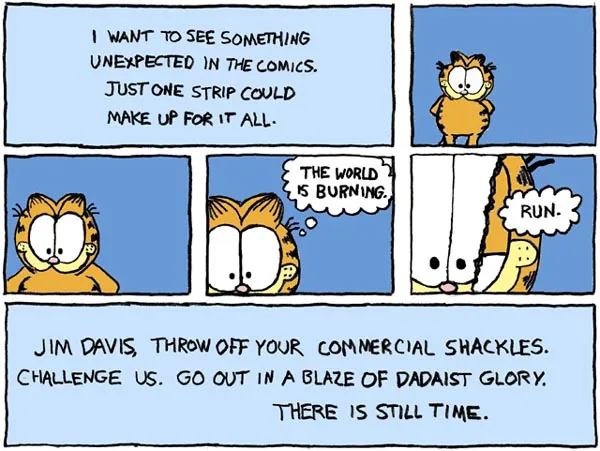 I WANT TO SEE SOMETHING
UNEXPECTED IN THE COMICS.
JUST ONE STRIP COULD
MAKE UP FOR IT ALL.
THE WORLD
IS BURNING.
RUN.
JIM DAVIS, THROW OFF YOUR COMMERCIAL SHACKLES.
CHALLENGE US. GO OUT IN A BLAZE OF DADAIST GLORY.
THERE IS STILL TIME.